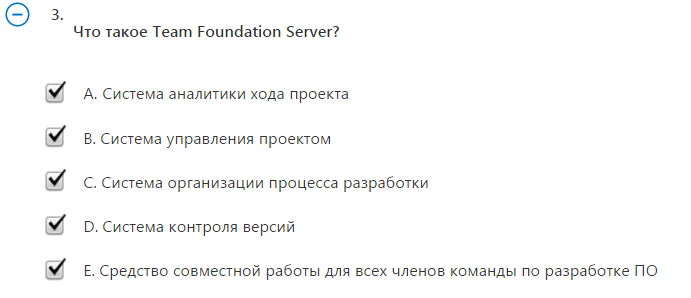 3.
Что такое Team Foundation Server?
A. Система аналитики хода проекта
B. Система управления проектом
C. Система организации процесса разработки
D. Система контроля версий
E. Средство совместной работы для всех членов команды по разработке ПО